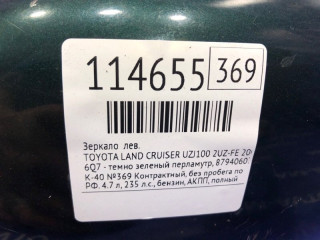 114655 369
Зеркало лев.
TOYOTA LAND CRUISER UZJ100 2UZ-FE
6Q7 - темно зеленый перламутр, 8794060
К-40 №369 Контрактный, без пробега по
РФ. 4.7 л, 235 л.с., бензин, АКПП, полный